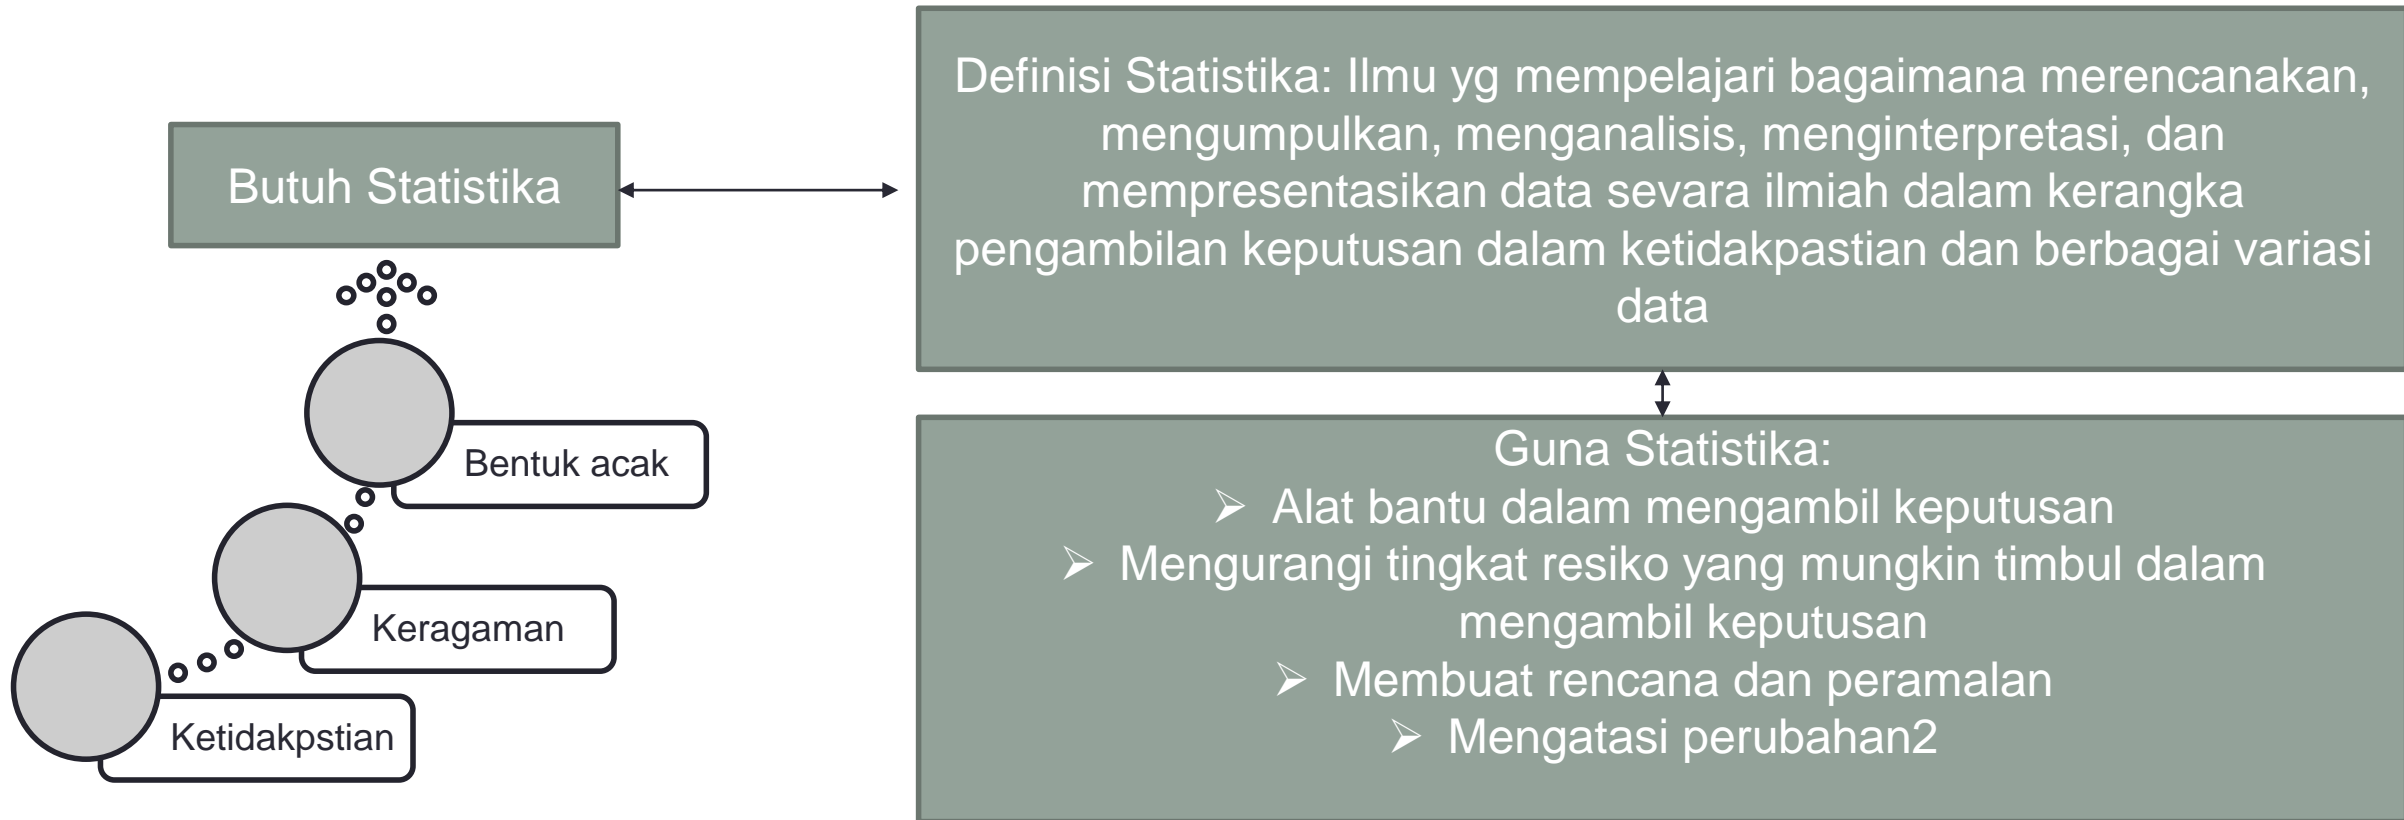 Butuh Statistika
Bentuk acak
Keragaman
Ketidakpstian
Definisi Statistika: Ilmu yg mempelajari bagaimana merencanakan,
mengumpulkan, menganalisis, menginterpretasi, dan
mempresentasikan data sevara ilmiah dalam kerangka
pengambilan keputusan dalam ketidakpastian dan berbagai variasi
data
Guna Statistika:
➢ Alat bantu dalam mengambil keputusan
➢ Mengurangi tingkat resiko yang mungkin timbul dalam
mengambil keputusan
➢ Membuat rencana dan peramalan
➢ Mengatasi perubahan2